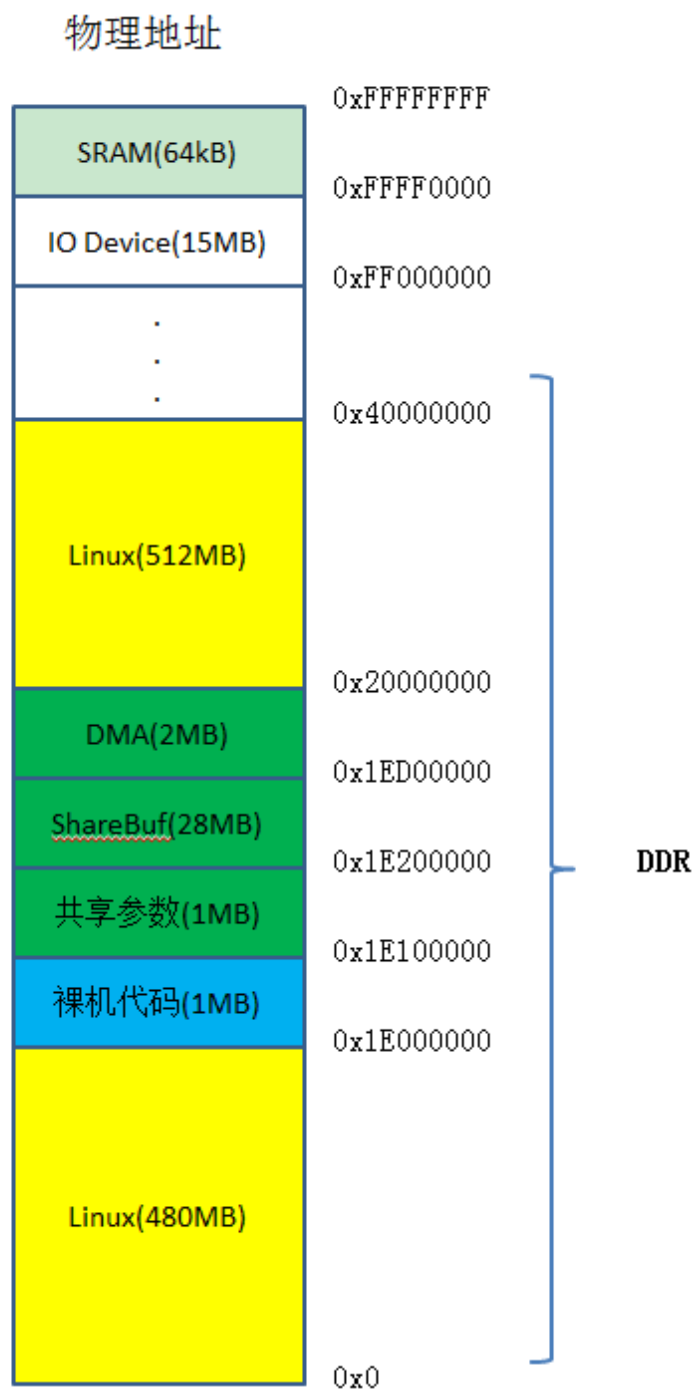 物理地址
0xFFFFFFFF
SRAM(64kB)
0xFFFF0000
IO Device(15MB)
0xFF000000
.
.
.
0x40000000
Linux(512MB)
0x20000000
DMA(2MB)
0x1ED00000
ShareBuf(28MB)
0x1E200000
DDR
共享参数(1MB)
0x1E100000
裸机代码(1MB)
0x1E000000
Linux(480MB)
0x0